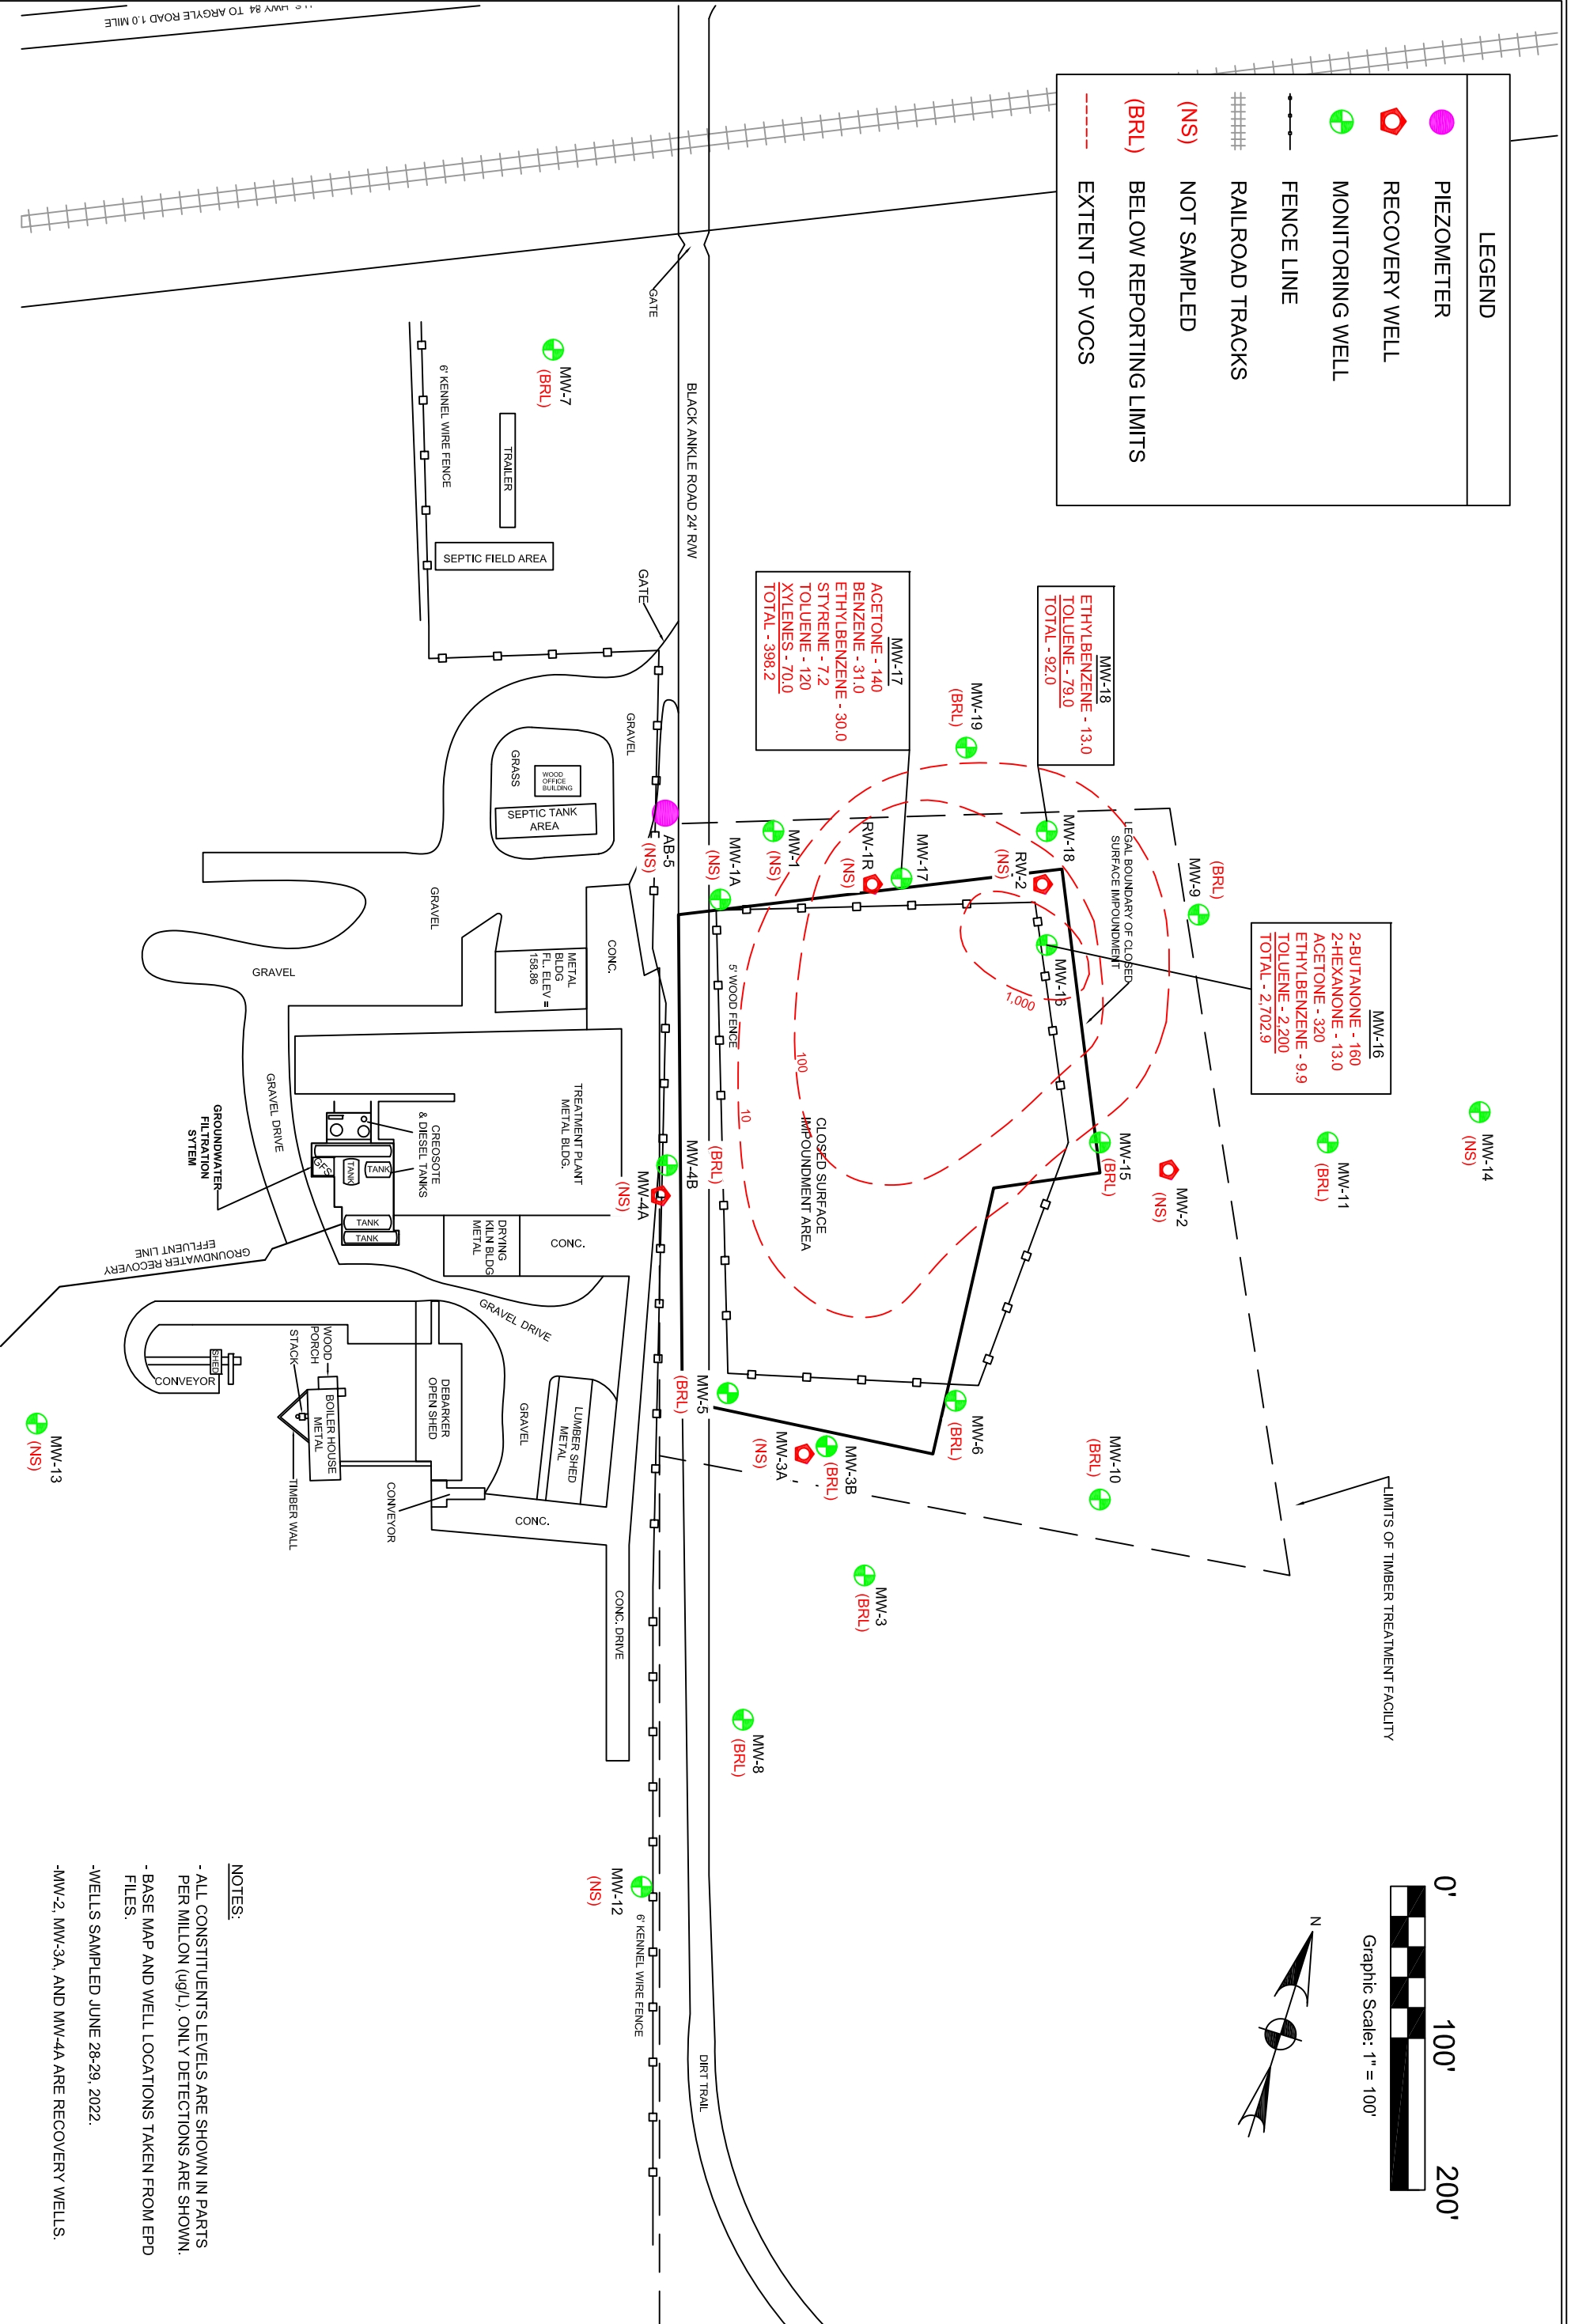 LEGEND
PIEZOMETER
RECOVERY WELL
MONITORING WELL
FENCE LINE
RAILROAD TRACKS
(NS) NOT SAMPLED
(BRL) BELOW REPORTING LIMITS
EXTENT OF VOCS
0' 100' 200'
Graphic Scale: 1" = 100'
N
HWY 84 TO ARGYLE ROAD 1.0 MILE
GATE
BLACK ANKLE ROAD 24' R/W
MW-7
(BRL)
6' KENNEL WIRE FENCE
TRAILER
SEPTIC FIELD AREA
GATE
MW-18
ETHYLBENZENE - 13.0
TOLUENE - 79.0
TOTAL - 92.0
MW-17
ACETONE - 140
BENZENE - 31.0
ETHYLBENZENE - 30.0
STYRENE - 7.2
TOLUENE - 120
XYLENES - 70.0
TOTAL - 398.2
MW-16
2-BUTANONE - 160
2-HEXANONE - 13.0
ACETONE - 320
ETHYLBENZENE - 9.9
TOLUENE - 2,200
TOTAL - 2,702.9
MW-19
(BRL)
MW-9
(BRL)
MW-18
LEGAL BOUNDARY OF CLOSED
SURFACE IMPOUNDMENT
MW-14
(NS)
MW-11
(BRL)
MW-2
(NS)
MW-15
(BRL)
MW-16
1,000
RW-2
(NS)
MW-17
RW-1R
(NS)
MW-1
(NS)
MW-1A
(NS)
AB-5
(NS)
100
10
5' WOOD FENCE
CLOSED SURFACE
IMPOUNDMENT AREA
MW-4B
(BRL)
MW-4A
(NS)
MW-5
(BRL)
MW-6
(BRL)
MW-10
(BRL)
MW-3B
(BRL)
MW-3A
(NS)
MW-3
(BRL)
MW-8
(BRL)
MW-12
(NS)
MW-13
(NS)
LIMITS OF TIMBER TREATMENT FACILITY
6' KENNEL WIRE FENCE
DIRT TRAIL
GRAVEL
GRASS
WOOD
OFFICE
BUILDING
SEPTIC TANK
AREA
GRAVEL
GRAVEL
CONC.
METAL
BLDG
FL. ELEV =
158.86
TREATMENT PLANT
METAL BLDG.
GRAVEL DRIVE
CREOSOTE
& DIESEL TANKS
GROUNDWATER
FILTRATION
SYTEM
GFS
TANK
TANK
TANK
TANK
GROUNDWATER RECOVERY
EFFLUENT LINE
DRYING
KILN BLDG
METAL
CONC.
GRAVEL DRIVE
CONVEYOR
SHED
WOOD
PORCH
STACK
BOILER HOUSE
METAL
TIMBER WALL
DEBARKER
OPEN SHED
GRAVEL
LUMBER SHED
METAL
CONVEYOR
CONC.
CONC. DRIVE
NOTES:
- ALL CONSTITUENTS LEVELS ARE SHOWN IN PARTS
PER MILLON (ug/L). ONLY DETECTIONS ARE SHOWN.
- BASE MAP AND WELL LOCATIONS TAKEN FROM EPD
FILES.
-WELLS SAMPLED JUNE 28-29, 2022.
-MW-2, MW-3A, AND MW-4A ARE RECOVERY WELLS.